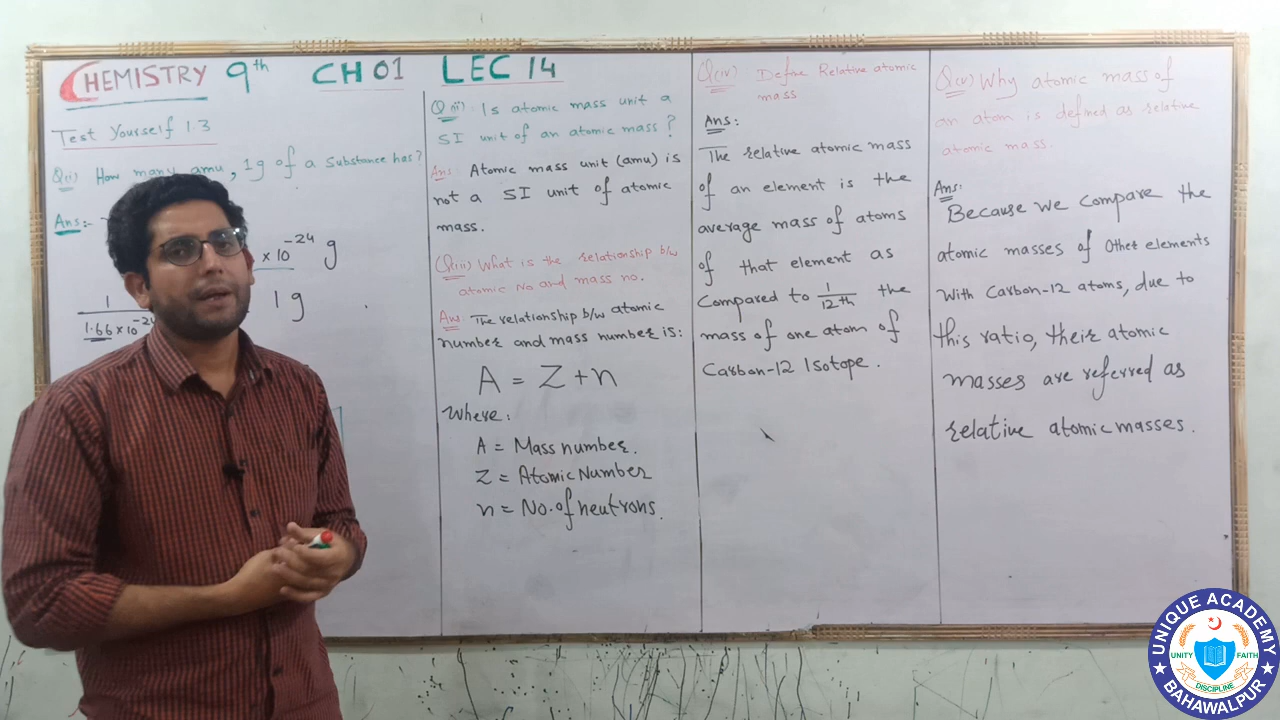 CHEMISTRY 9th CH 01 LEC 14
Test Yourself 1.3
Q(i) How many amu, 1g of a substance has?
Ans:-
× 10⁻²⁴ g
1 1g
1.66×10⁻²⁴
Q(ii) Is atomic mass unit a
SI unit of an atomic mass?
Ans: Atomic mass unit (amu) is
not a SI unit of atomic
mass.
Q(iii) What is the relationship b/w
atomic No and mass no.
Ans: The relationship b/w atomic
number and mass number is:
A = Z + n
Where:
A = Mass number.
Z = Atomic Number
n = No. of neutrons.
Q(iv) Define Relative atomic
mass
Ans:
The relative atomic mass
of an element is the
average mass of atoms
of that element as
Compared to 1/12th the
mass of one atom of
Carbon-12 Isotope.
Q(v) Why atomic mass of
an atom is defined as relative
atomic mass.
Ans:
Because we compare the
atomic masses of other elements
With Carbon-12 atoms, due to
this ratio, their atomic
masses are referred as
relative atomic masses.
UNIQUE ACADEMY
UNITY FAITH
DISCIPLINE
BAHAWALPUR